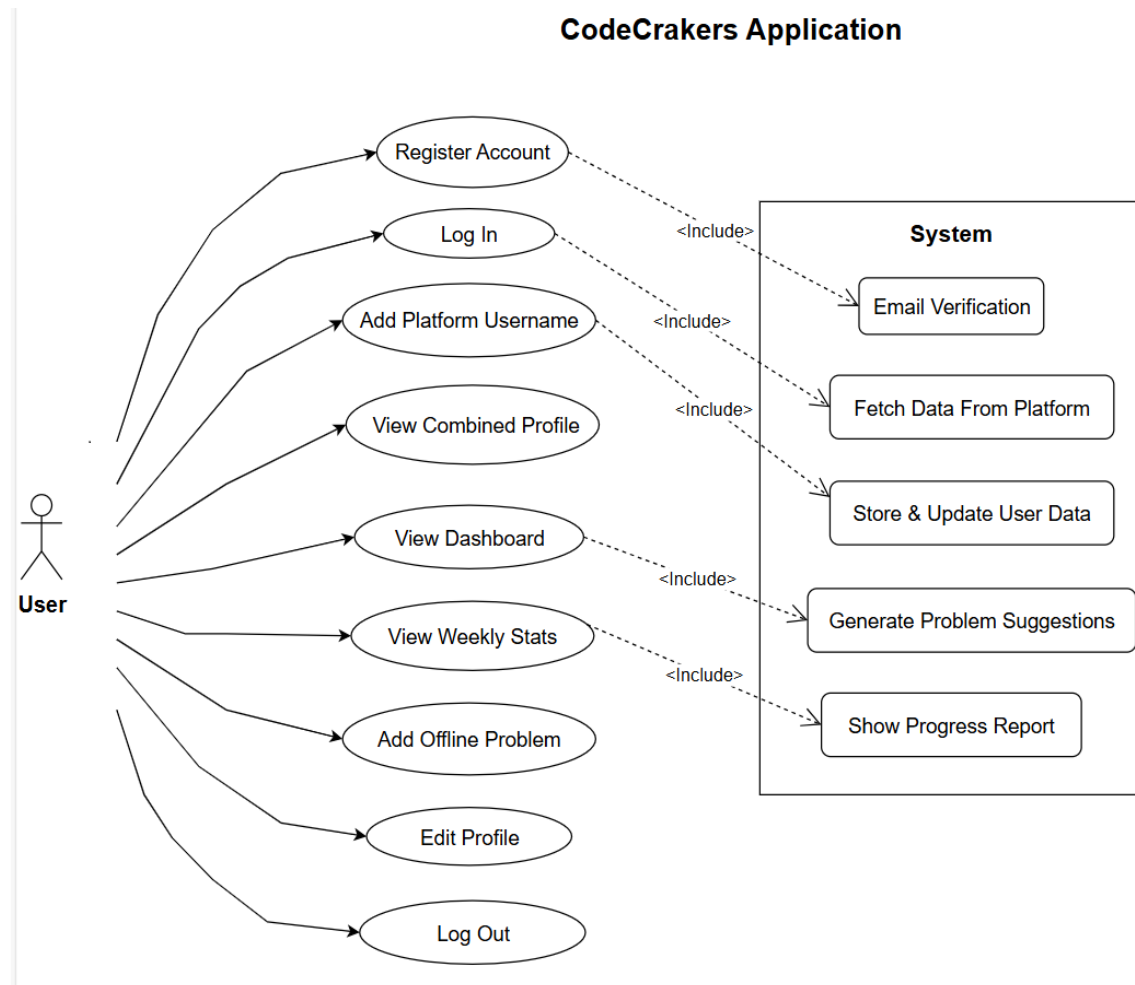 CodeCrakers Application
Register Account
<Include>
System
Log In
Email Verification
Add Platform Username
<Include>
Fetch Data From Platform
<Include>
View Combined Profile
Store & Update User Data
View Dashboard
<Include>
User
Generate Problem Suggestions
View Weekly Stats
<Include>
Show Progress Report
Add Offline Problem
Edit Profile
Log Out